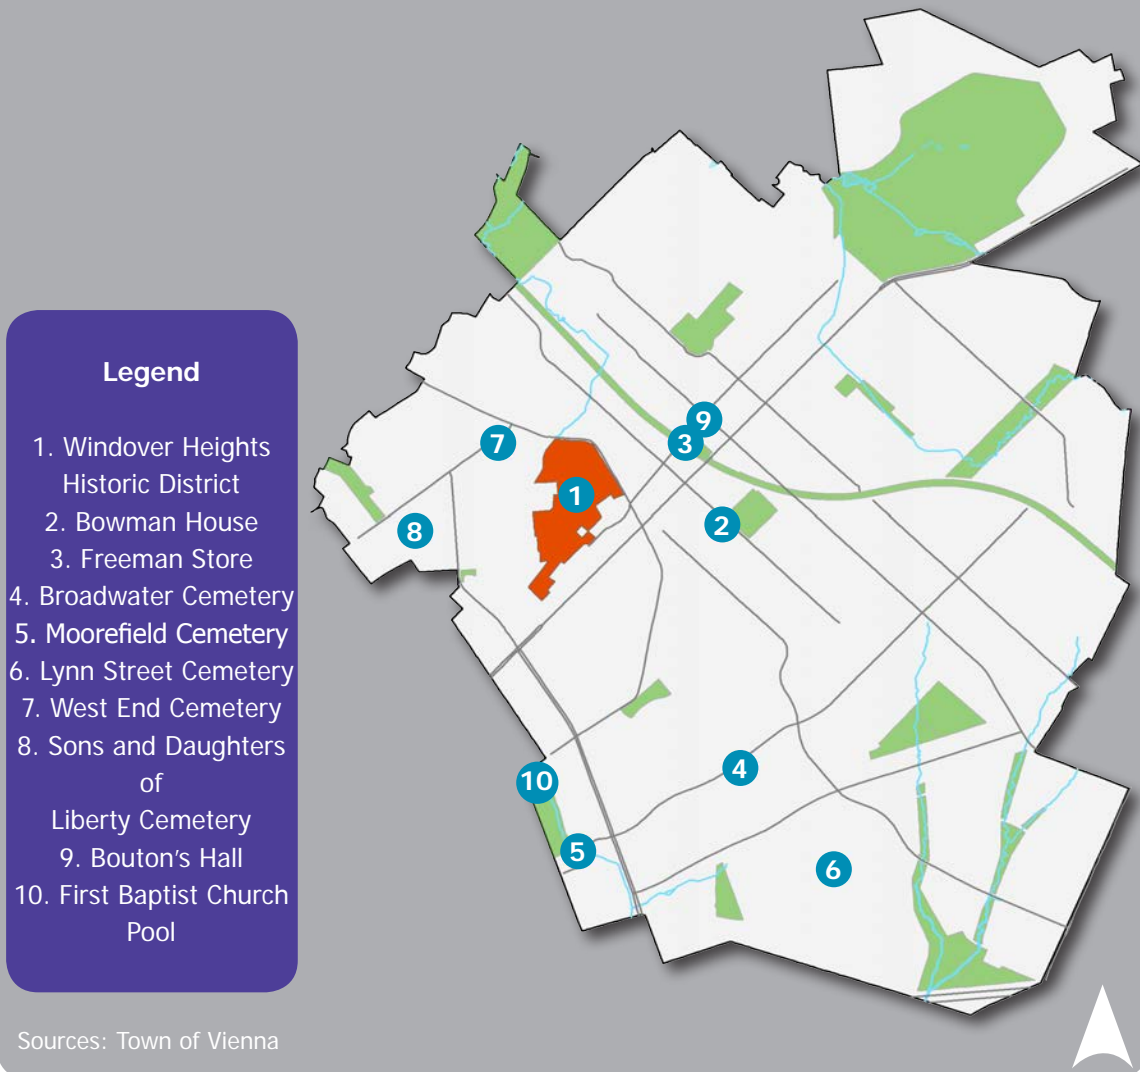 Legend
1. Windover Heights
Historic District
2. Bowman House
3. Freeman Store
4. Broadwater Cemetery
5. Moorefield Cemetery
6. Lynn Street Cemetery
7. West End Cemetery
8. Sons and Daughters
of
Liberty Cemetery
9. Bouton's Hall
10. First Baptist Church
Pool
Sources: Town of Vienna
9
7
3
1
2
8
4
10
5
6